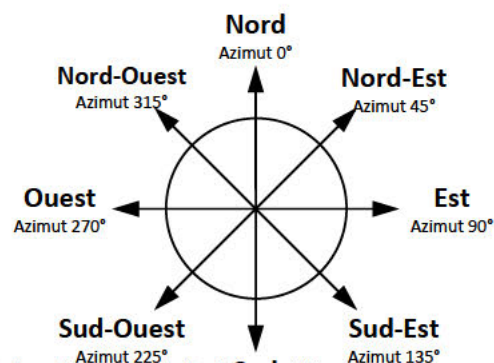 Nord
Azimut 0°
Nord-Ouest
Azimut 315°
Nord-Est
Azimut 45°
Ouest
Azimut 270°
Est
Azimut 90°
Sud-Ouest
Azimut 225°
Sud-Est
Azimut 135°